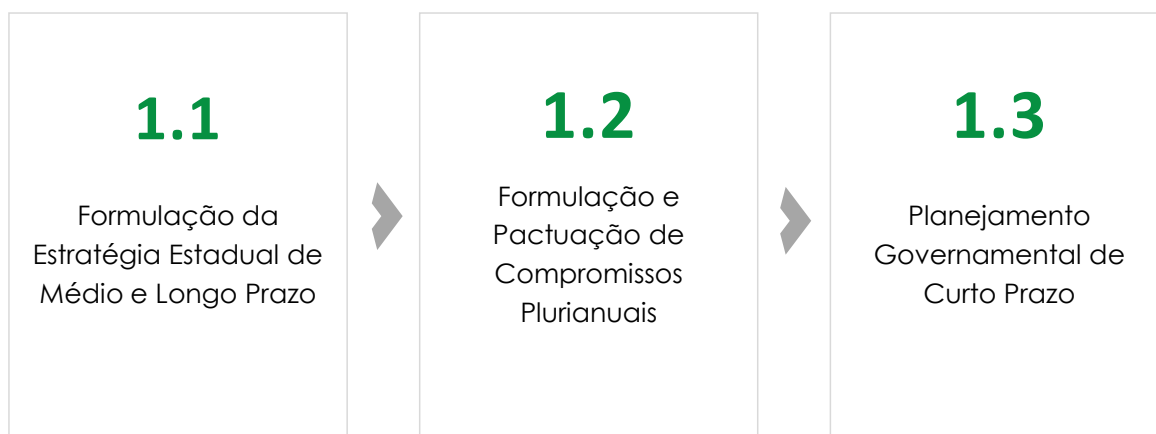 1.1
Formulação da
Estratégia Estadual de
Médio e Longo Prazo
1.2
Formulação e
Pactuação de
Compromissos
Plurianuais
1.3
Planejamento
Governamental de
Curto Prazo